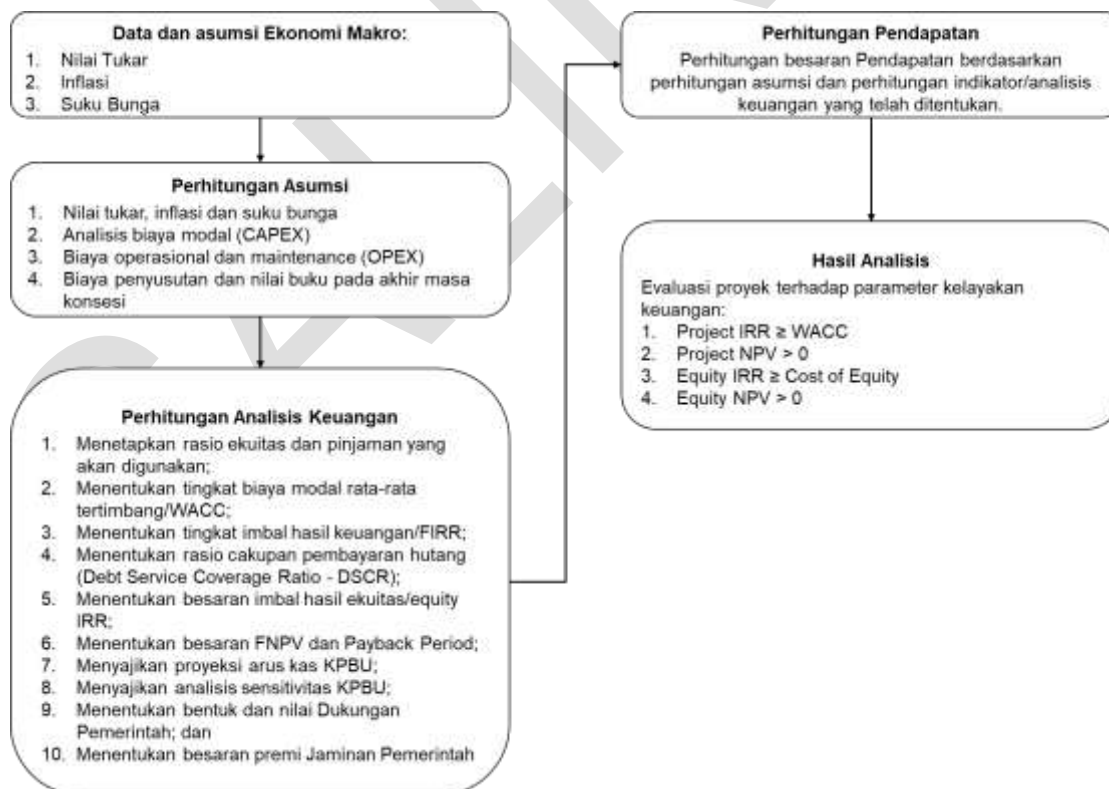 Data dan asumsi Ekonomi Makro:
1. Nilai Tukar
2. Inflasi
3. Suku Bunga
Perhitungan Asumsi
1. Nilai tukar, inflasi dan suku bunga
2. Analisis biaya modal (CAPEX)
3. Biaya operasional dan maintenance (OPEX)
4. Biaya penyusutan dan nilai buku pada akhir masa
konsesi
Perhitungan Analisis Keuangan
1. Menetapkan rasio ekuitas dan pinjaman yang
akan digunakan;
2. Menentukan tingkat biaya modal rata-rata
tertimbang/WACC;
3. Menentukan tingkat imbal hasil keuangan/FIRR;
4. Menentukan rasio cakupan pembayaran hutang
(Debt Service Coverage Ratio - DSCR);
5. Menentukan besaran imbal hasil ekuitas/equity
IRR;
6. Menentukan besaran FNPV dan Payback Period;
7. Menyajikan proyeksi arus kas KPBU;
8. Menyajikan analisis sensitivitas KPBU;
9. Menentukan bentuk dan nilai Dukungan
Pemerintah; dan
10. Menentukan besaran premi Jaminan Pemerintah
Perhitungan Pendapatan
Perhitungan besaran Pendapatan berdasarkan
perhitungan asumsi dan perhitungan indikator/analisis
keuangan yang telah ditentukan.
Hasil Analisis
Evaluasi proyek terhadap parameter kelayakan
keuangan:
1. Project IRR ≥ WACC
2. Project NPV > 0
3. Equity IRR ≥ Cost of Equity
4. Equity NPV > 0